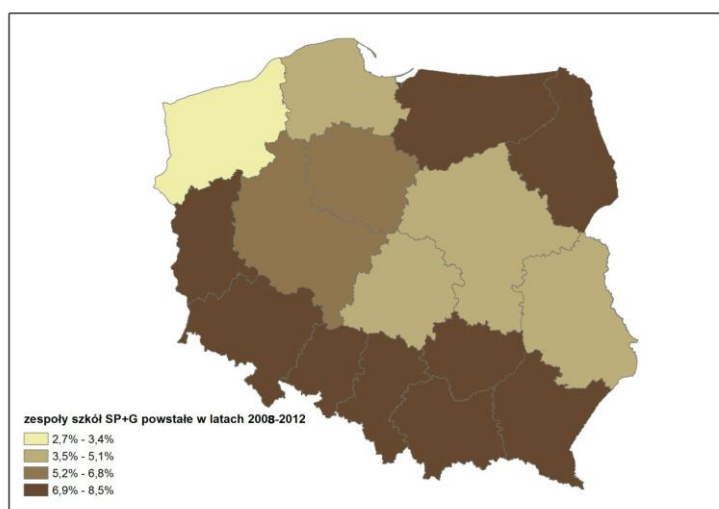 zespoły szkół SP+G powstałe w latach 2008-2012
2,7% - 3,4%
3,5% - 5,1%
5,2% - 6,8%
6,9% - 8,5%